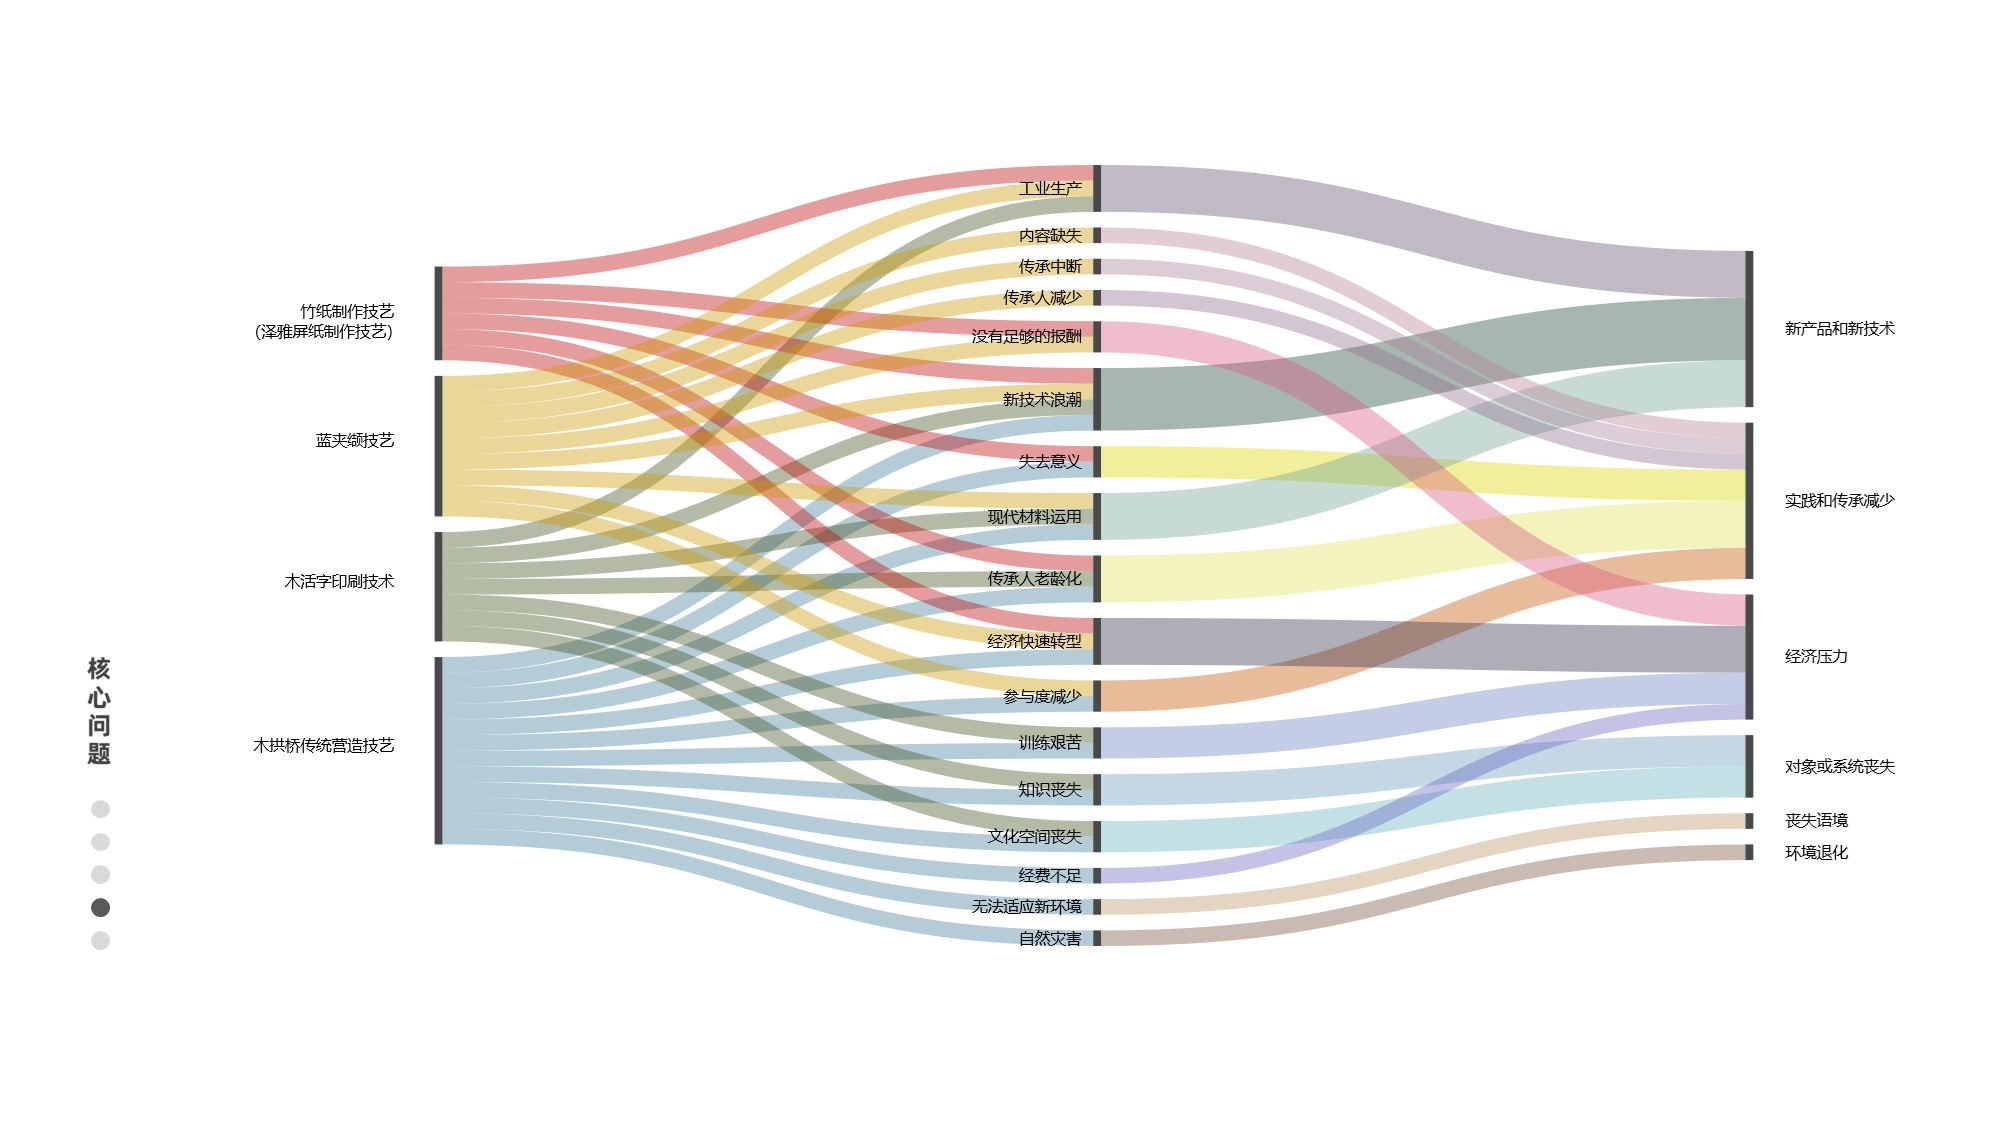 核
心
问
题
竹纸制作技艺
（泽雅屏纸制作技艺）
蓝夹缬技艺
木活字印刷技术
木拱桥传统营造技艺
工业生产
内容缺失
传承中断
传承人减少
没有足够的报酬
新技术浪潮
失去意义
现代材料运用
传承人老龄化
经济快速转型
参与度减少
训练艰苦
知识丧失
文化空间丧失
经费不足
无法适应新环境
自然灾害
新产品和新技术
实践和传承减少
经济压力
对象或系统丧失
丧失语境
环境退化